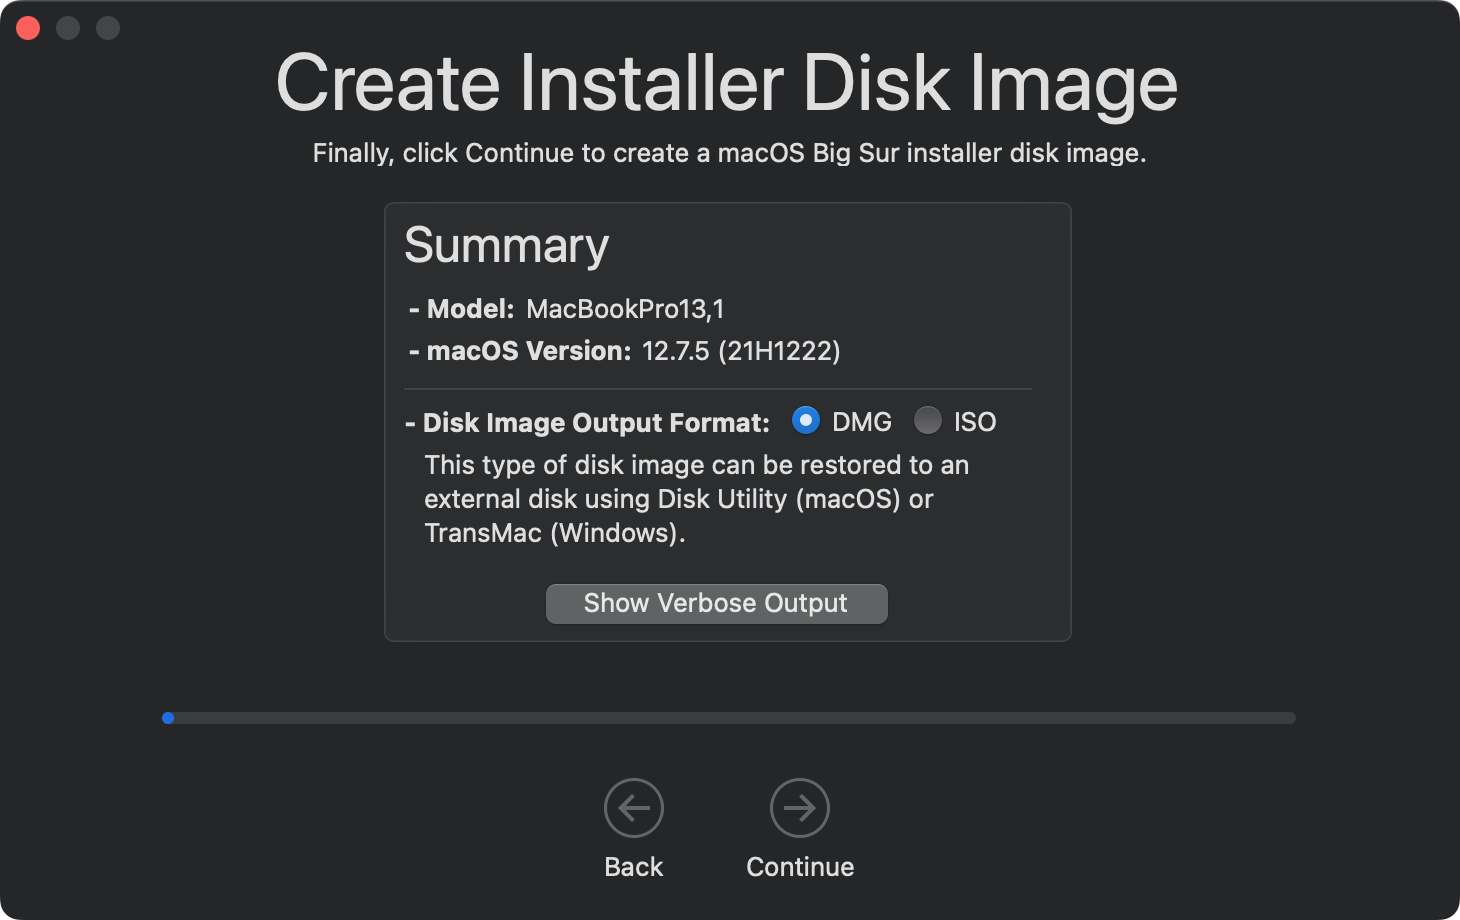 Create Installer Disk Image
Finally, click Continue to create a macOS Big Sur installer disk image.
Summary
- Model: MacBookPro13,1
- macOS Version: 12.7.5 (21H1222)
- Disk Image Output Format: DMG ISO
This type of disk image can be restored to an
external disk using Disk Utility (macOS) or
TransMac (Windows).
Show Verbose Output
Back Continue